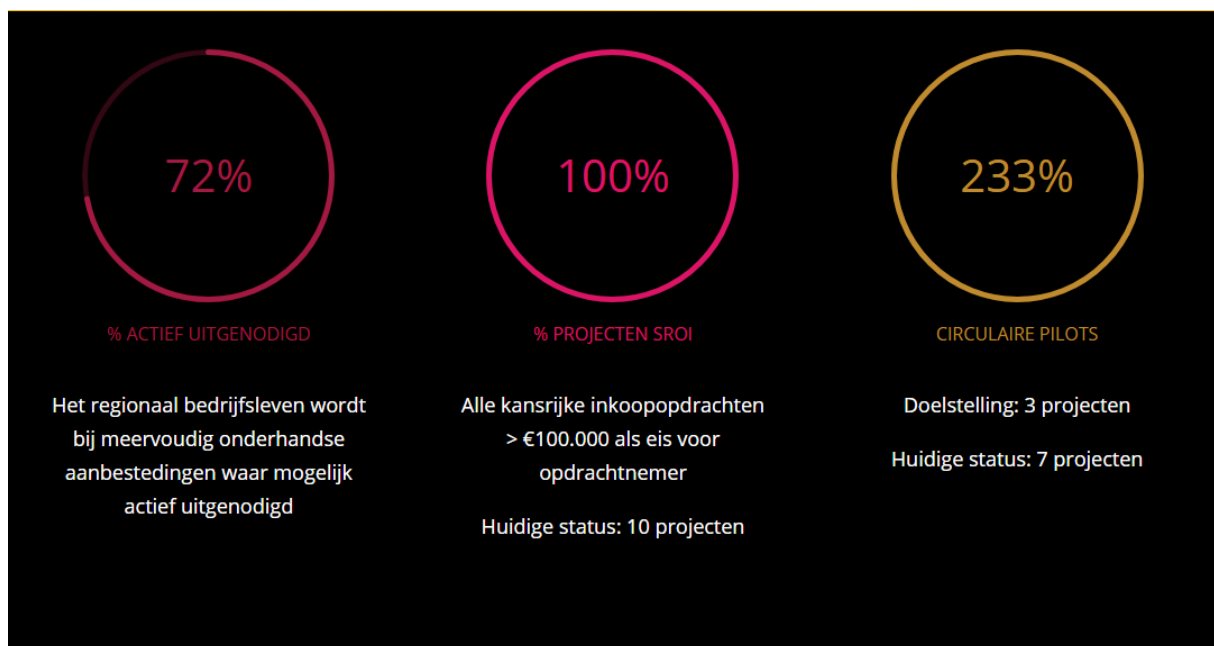 72%
100%
233%
% ACTIEF UITGENODIGD
% PROJECTEN SROI
CIRCULAIRE PILOTS
Het regionaal bedrijfsleven wordt
bij meervoudig onderhandse
aanbestedingen waar mogelijk
actief uitgenodigd
Alle kansrijke inkoopopdrachten
> €100.000 als eis voor
opdrachtnemer
Huidige status: 10 projecten
Doelstelling: 3 projecten
Huidige status: 7 projecten